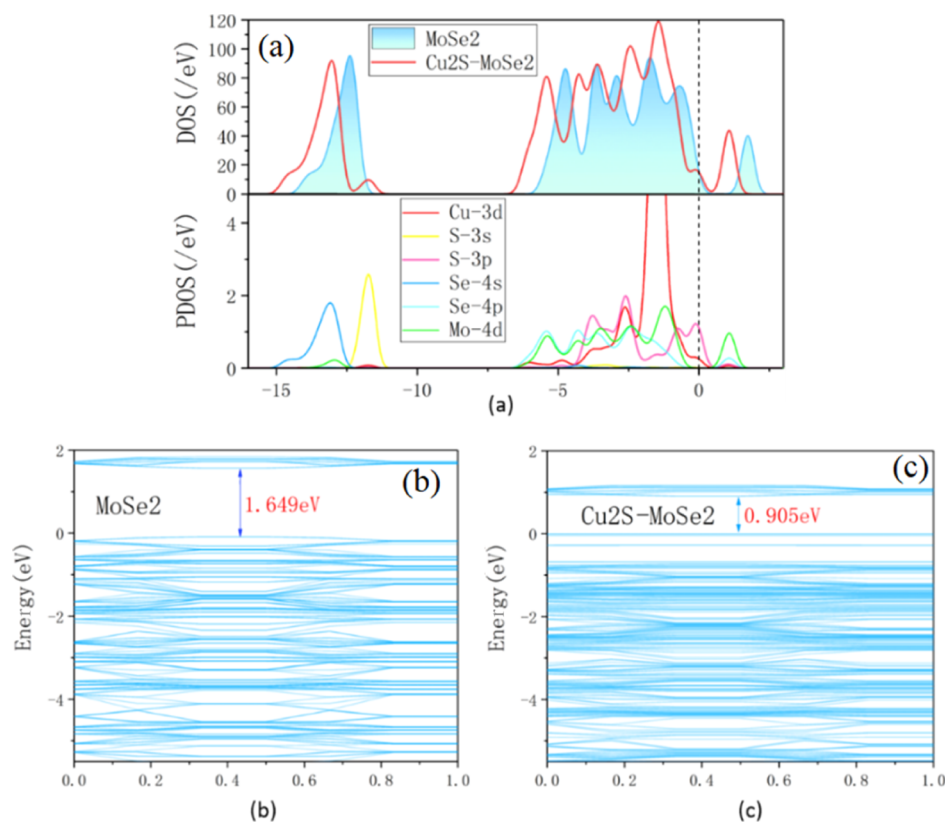 (a)
MoSe2
Cu2S-MoSe2
DOS(/eV)
120
100
80
60
40
20
0
Cu-3d
S-3s
S-3p
Se-4s
Se-4p
Mo-4d
PDOS(/eV)
4
2
0
-15 -10 -5 0
(a)
(b)
MoSe2
1.649eV
Energy(eV)
2
0
-2
-4
0.0 0.2 0.4 0.6 0.8 1.0
(b)
(c)
Cu2S-MoSe2
0.905eV
Energy(eV)
2
0
-2
-4
0.0 0.2 0.4 0.6 0.8 1.0
(c)